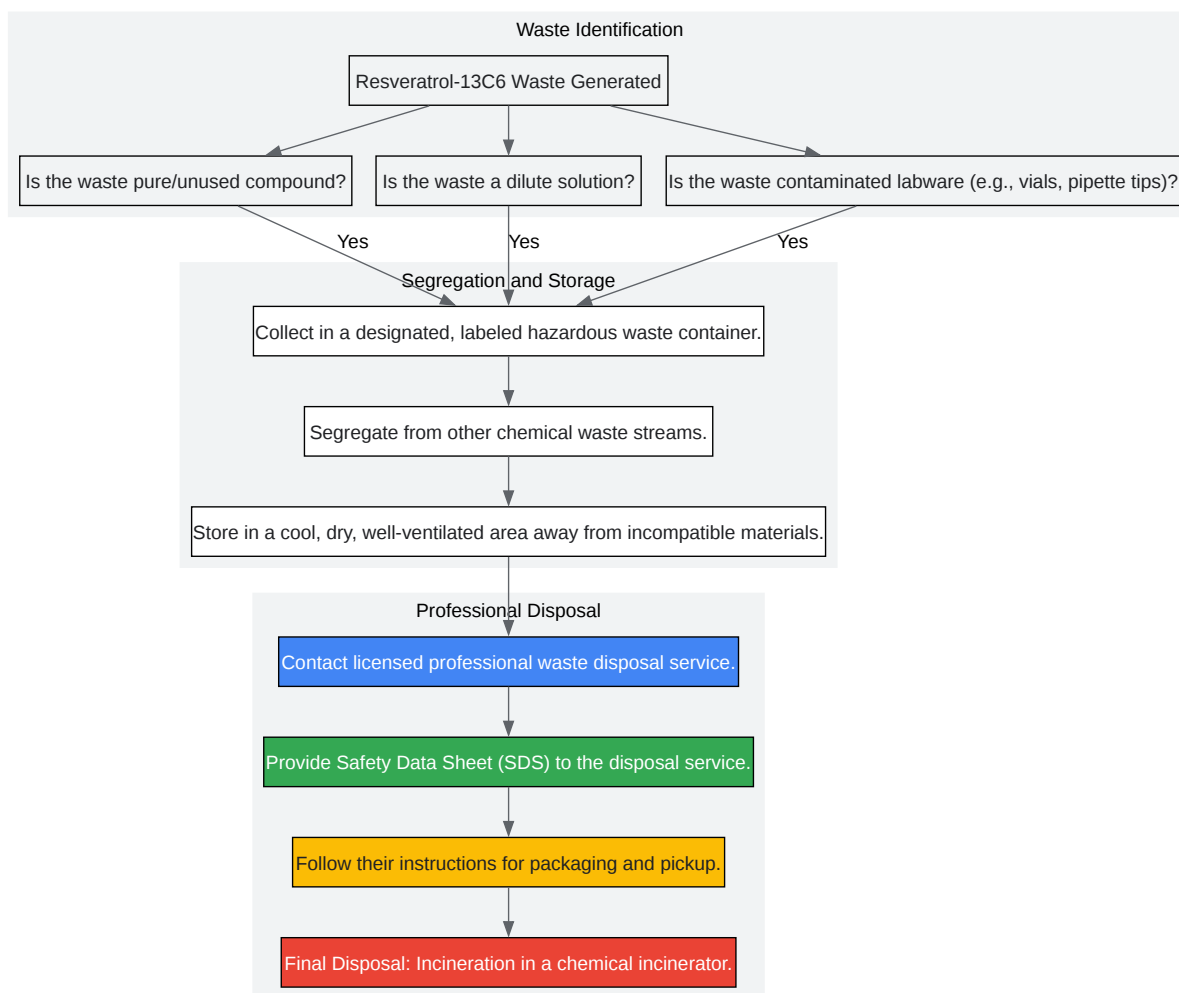 Waste Identification
Resveratrol-13C6 Waste Generated
Is the waste pure/unused compound?
Is the waste a dilute solution?
Is the waste contaminated labware (e.g., vials, pipette tips)?
Yes
Yes
Yes
Segregation and Storage
Collect in a designated, labeled hazardous waste container.
Segregate from other chemical waste streams.
Store in a cool, dry, well-ventilated area away from incompatible materials.
Professional Disposal
Contact licensed professional waste disposal service.
Provide Safety Data Sheet (SDS) to the disposal service.
Follow their instructions for packaging and pickup.
Final Disposal: Incineration in a chemical incinerator.